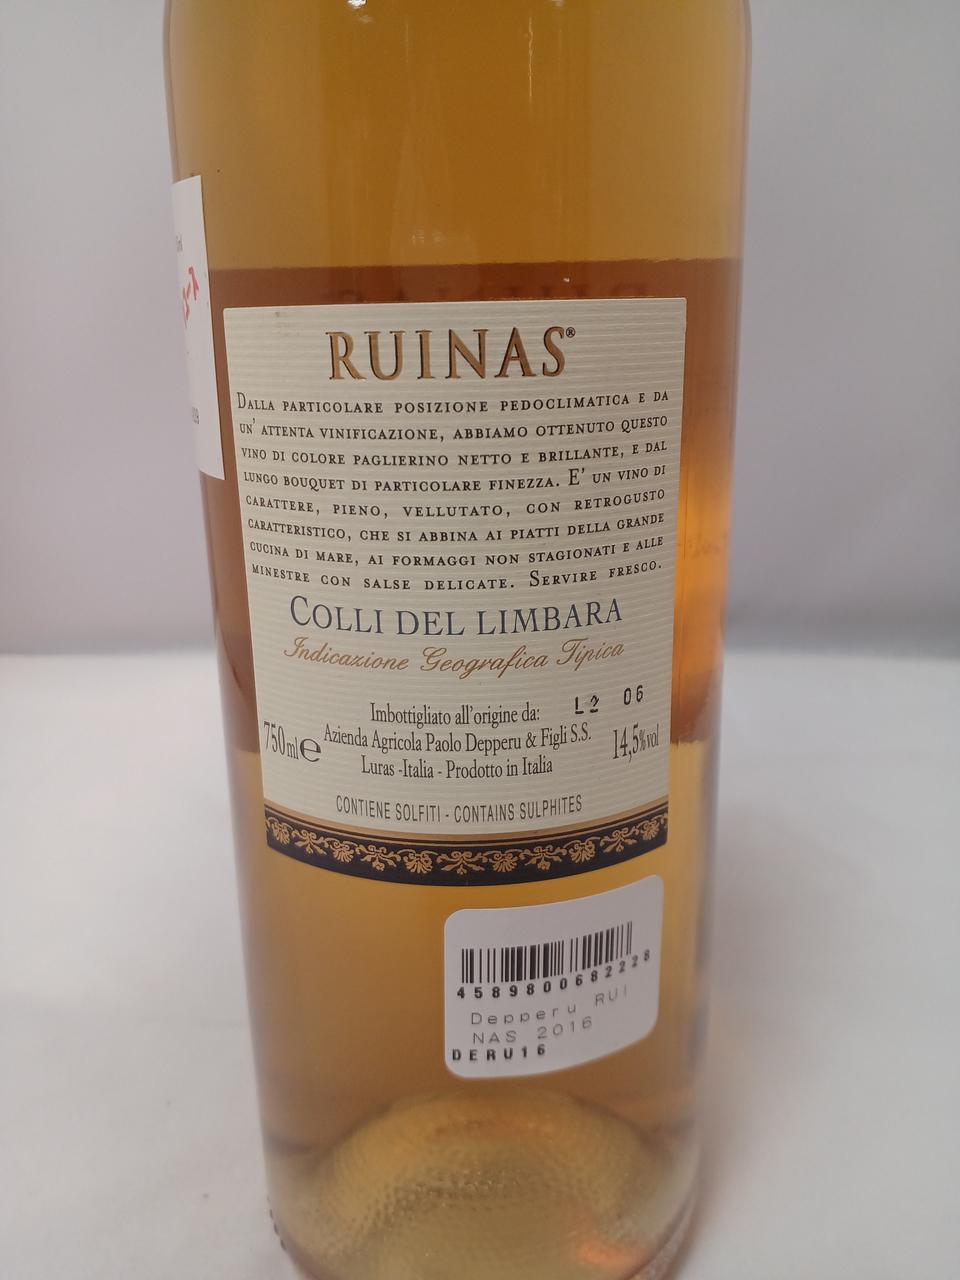 RUINAS®
DALLA PARTICOLARE POSIZIONE PEDOCLIMATICA E DA
UN' ATTENTA VINIFICAZIONE, ABBIAMO OTTENUTO QUESTO
VINO DI COLORE PAGLIERINO NETTO E BRILLANTE, E DAL
LUNGO BOUQUET DI PARTICOLARE FINEZZA. E' UN VINO DI
CARATTERE, PIENO, VELLUTATO, CON RETROGUSTO
CARATTERISTICO, CHE SI ABBINA AI PIATTI DELLA GRANDE
CUCINA DI MARE, AI FORMAGGI NON STAGIONATI E ALLE
MINESTRE CON SALSE DELICATE. SERVIRE FRESCO.
COLLI DEL LIMBARA
Indicazione Geografica Tipica
L2 06
Imbottigliato all'origine da:
750ml e Azienda Agricola Paolo Depperu & Figli S.S. 14,5%vol
Luras -Italia - Prodotto in Italia
CONTIENE SOLFITI - CONTAINS SULPHITES
4589800682228
Depperu RUI
NAS 2016
DERU16